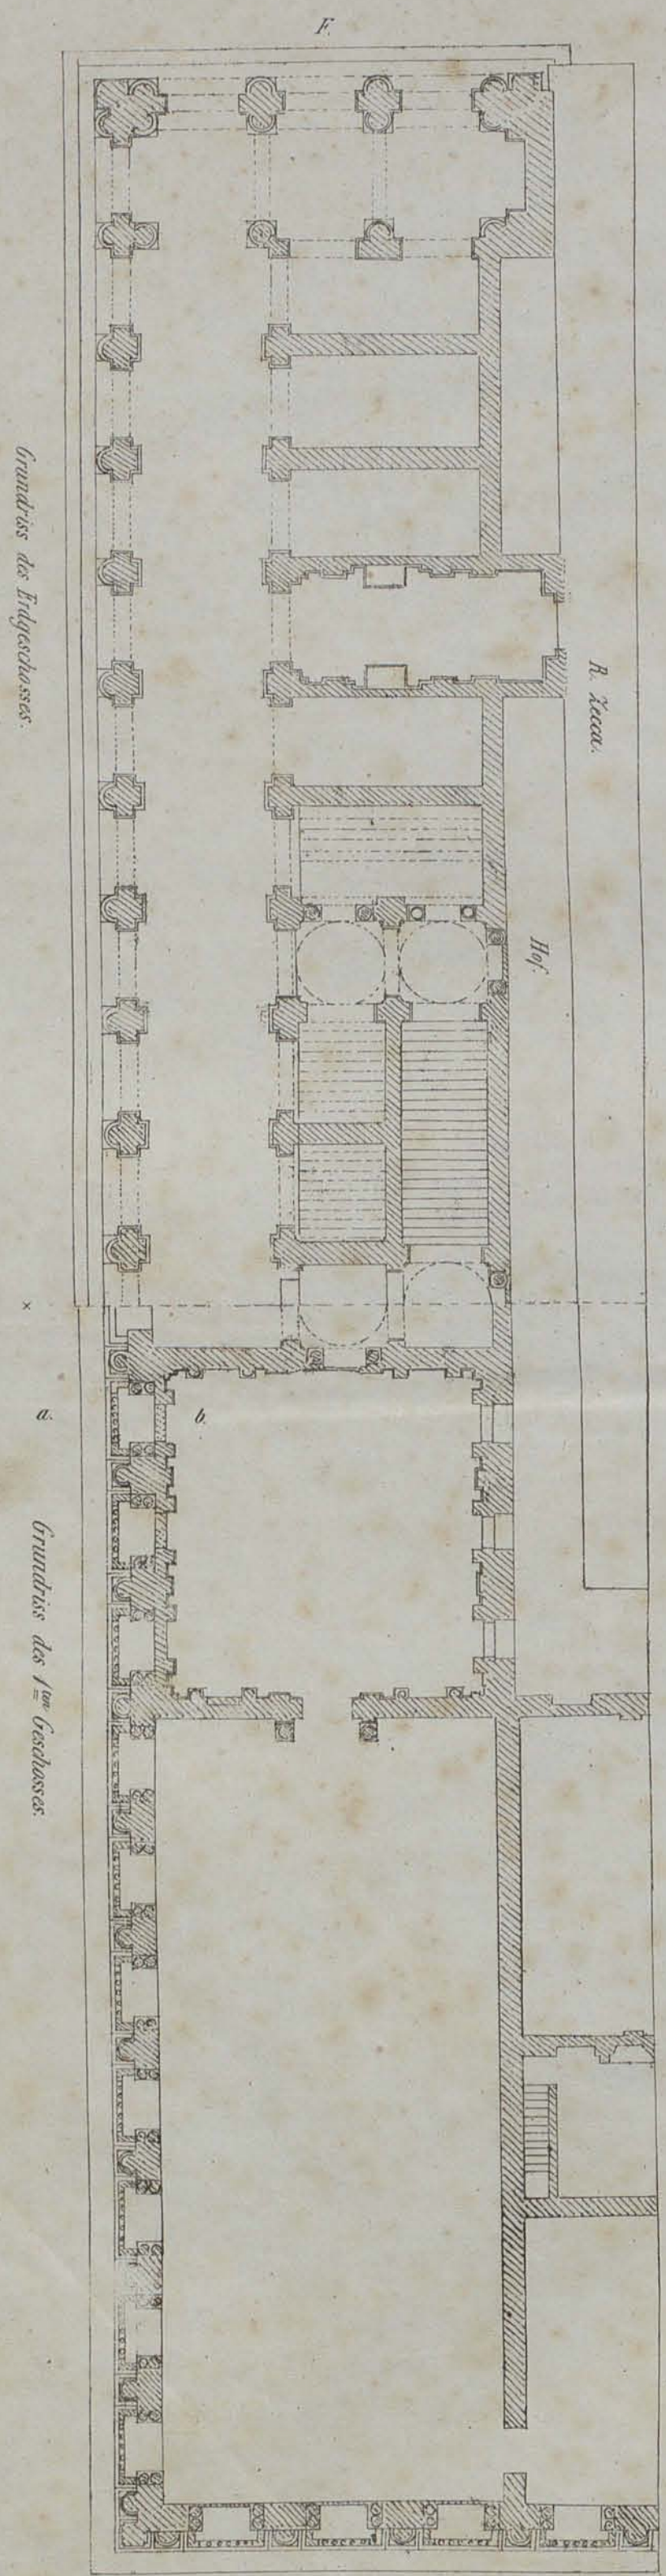 F.
Grundriss des Erdgeschosses.
R. Zecca.
Hof.
×
a.
b.
Grundriss des 1ten Geschosses.